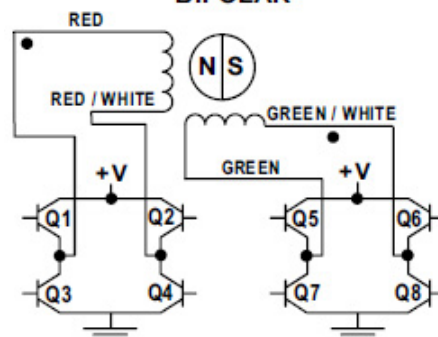 BIPOLAR
RED
N S
RED / WHITE
GREEN / WHITE
GREEN
+V
+V
Q1
Q2
Q5
Q6
Q3
Q4
Q7
Q8